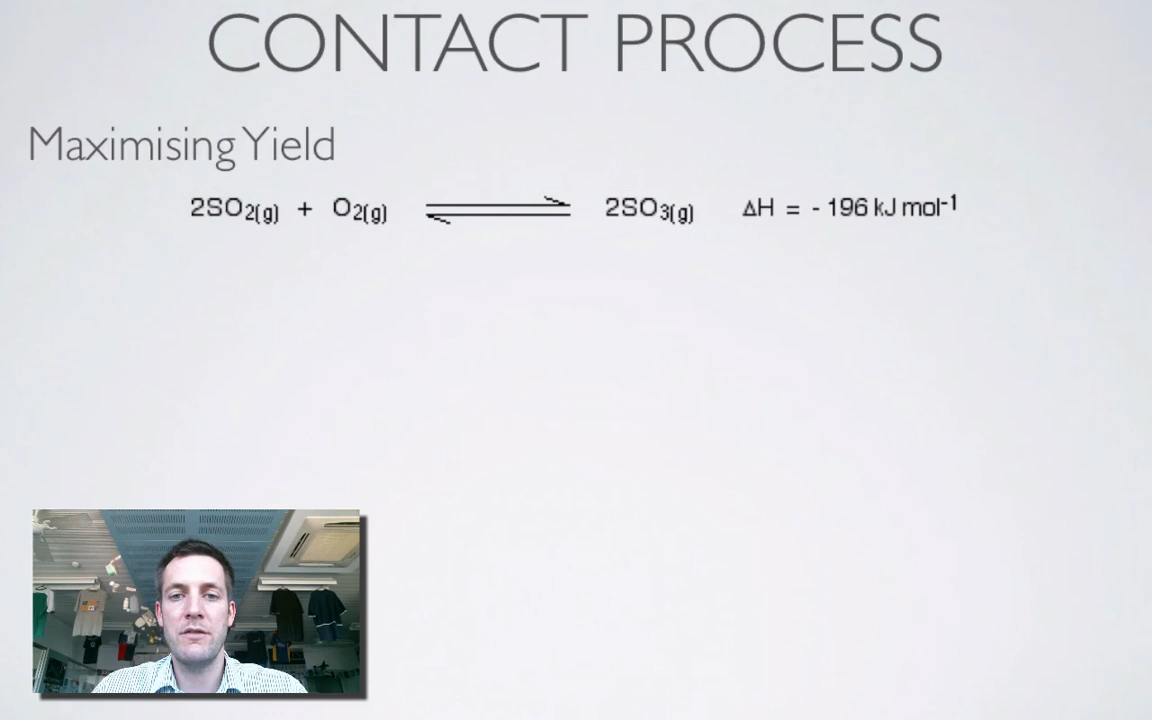 CONTACT PROCESS
Maximising Yield
2SO₂(g) + O₂(g) ⇌ 2SO₃(g) ΔH = - 196 kJ mol⁻¹